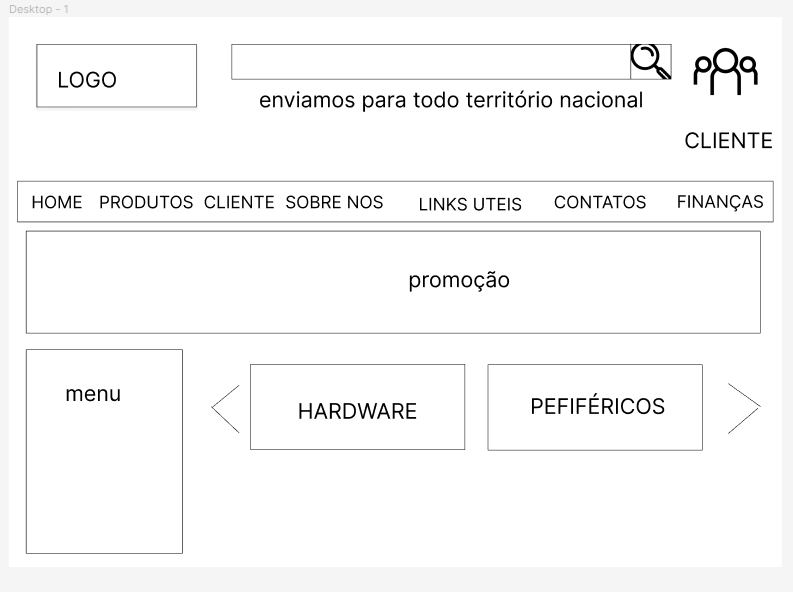 Desktop - 1
LOGO
enviamos para todo território nacional
CLIENTE
HOME PRODUTOS CLIENTE SOBRE NOS LINKS UTEIS CONTATOS FINANÇAS
promoção
menu
HARDWARE
PEFIFÉRICOS